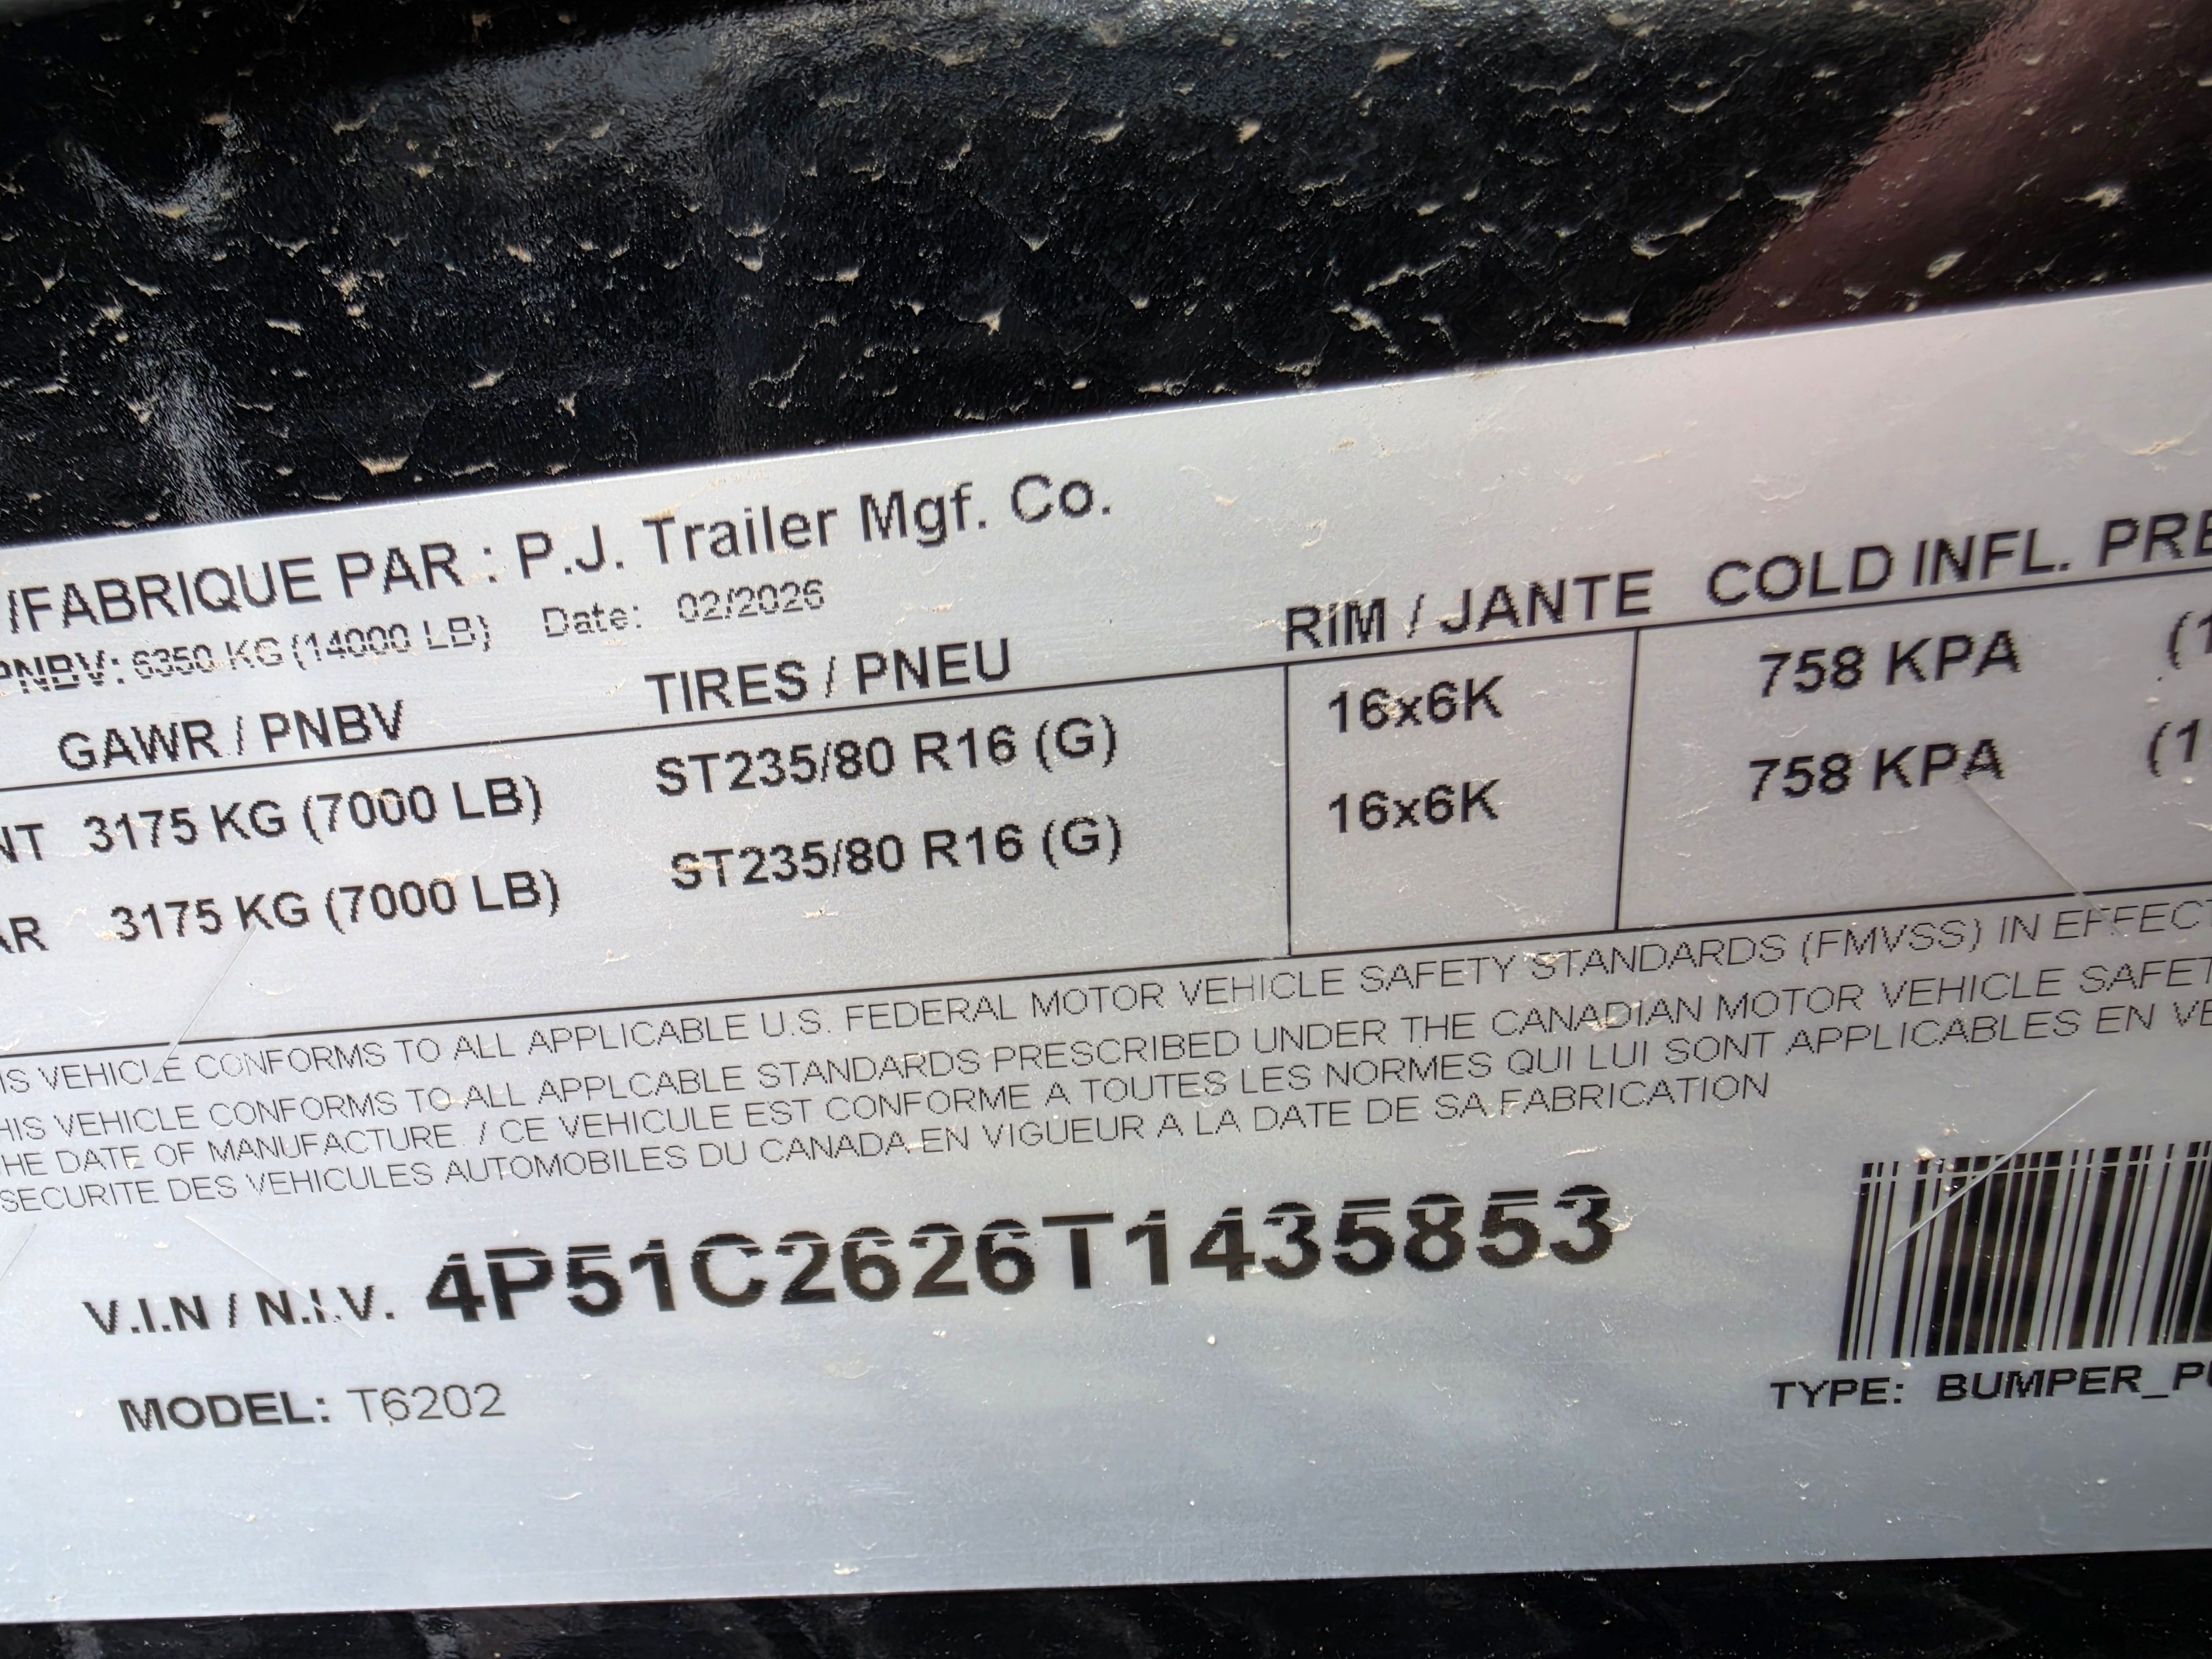 /FABRIQUE PAR : P.J. Trailer Mgf. Co.
PNBV: 6350 KG (14000 LB) Date: 02/2026
GAWR / PNBV TIRES / PNEU RIM / JANTE COLD INFL. PRE
NT 3175 KG (7000 LB) ST235/80 R16 (G) 16x6K 758 KPA (1
AR 3175 KG (7000 LB) ST235/80 R16 (G) 16x6K 758 KPA (1
IS VEHICLE CONFORMS TO ALL APPLICABLE U.S. FEDERAL MOTOR VEHICLE SAFETY STANDARDS (FMVSS) IN EFFECT
HIS VEHICLE CONFORMS TO ALL APPLCABLE STANDARDS PRESCRIBED UNDER THE CANADIAN MOTOR VEHICLE SAFET
HE DATE OF MANUFACTURE. / CE VEHICULE EST CONFORME A TOUTES LES NORMES QUI LUI SONT APPLICABLES EN VE
SECURITE DES VEHICULES AUTOMOBILES DU CANADA EN VIGUEUR A LA DATE DE SA FABRICATION
V.I.N / N.I.V. 4P51C2626T1435853
MODEL: T6202
TYPE: BUMPER_PU